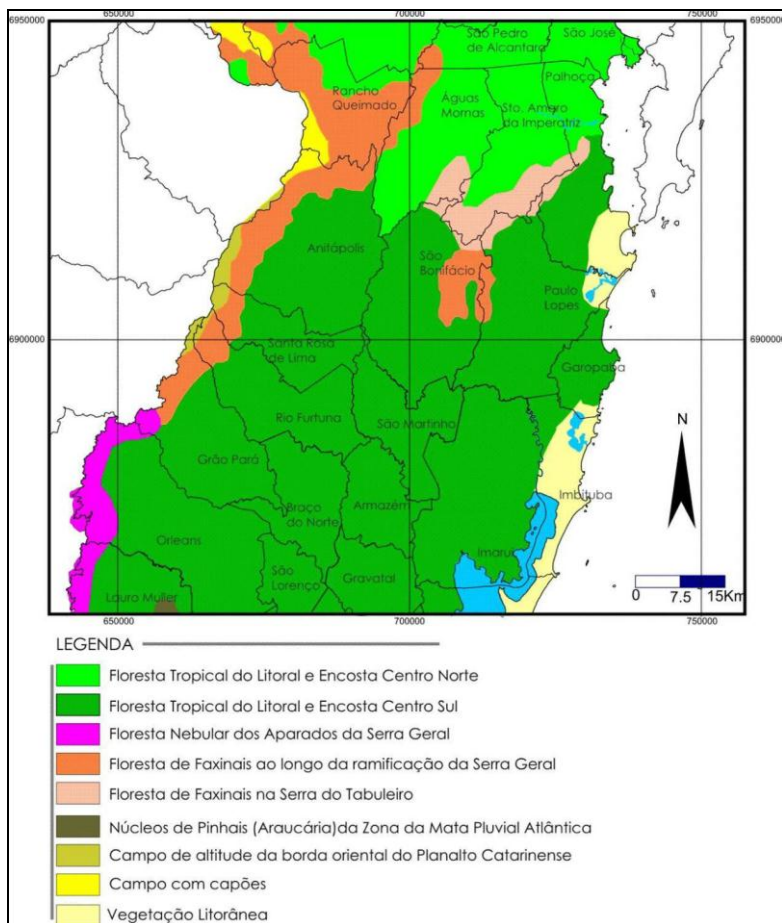 650000 700000 750000
6950000 6950000
São Pedro
de Alcantara
São José
Palhoça
Rancho
Queimado
Águas
Mornas
Sto. Amaro
da Imperatriz
Anitápolis
São
Bonifácio
Paulo
Lopes
6900000 6900000
Santa Rosa
de Lima
Garopaba
Rio Furtuna
São Martinho
N
Grão Pará
Imbituba
Braço
do Norte
Armazém
Orleans
Imaruí
São
Lorenço
Gravatal
Lauro Muller
0 7.5 15Km
650000 700000 750000
LEGENDA
Floresta Tropical do Litoral e Encosta Centro Norte
Floresta Tropical do Litoral e Encosta Centro Sul
Floresta Nebular dos Aparados da Serra Geral
Floresta de Faxinais ao longo da ramificação da Serra Geral
Floresta de Faxinais na Serra do Tabuleiro
Núcleos de Pinhais (Araucária)da Zona da Mata Pluvial Atlântica
Campo de altitude da borda oriental do Planalto Catarinense
Campo com capões
Vegetação Litorânea